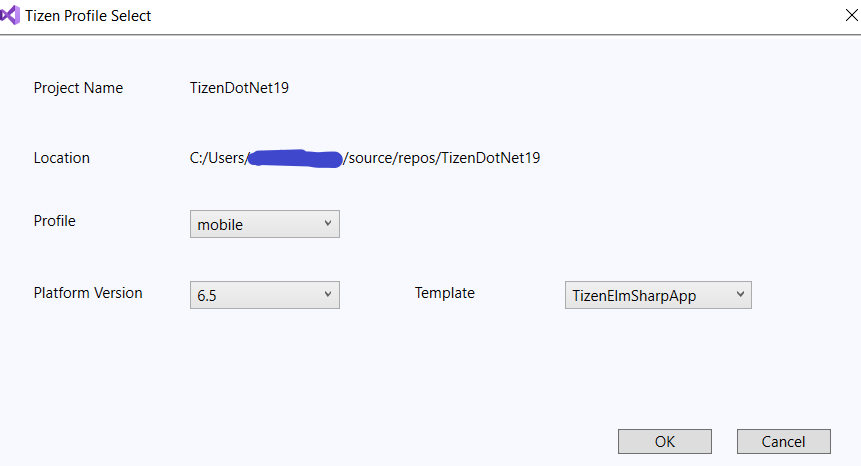 Tizen Profile Select
Project Name TizenDotNet19
Location C:/Users/ /source/repos/TizenDotNet19
Profile mobile
Platform Version 6.5 Template TizenElmSharpApp
OK Cancel